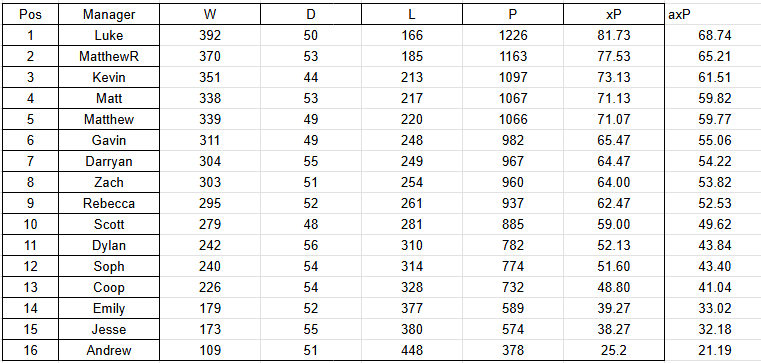 Pos Manager W D L P xP axP
1 Luke 392 50 166 1226 81.73 68.74
2 MatthewR 370 53 185 1163 77.53 65.21
3 Kevin 351 44 213 1097 73.13 61.51
4 Matt 338 53 217 1067 71.13 59.82
5 Matthew 339 49 220 1066 71.07 59.77
6 Gavin 311 49 248 982 65.47 55.06
7 Darryan 304 55 249 967 64.47 54.22
8 Zach 303 51 254 960 64.00 53.82
9 Rebecca 295 52 261 937 62.47 52.53
10 Scott 279 48 281 885 59.00 49.62
11 Dylan 242 56 310 782 52.13 43.84
12 Soph 240 54 314 774 51.60 43.40
13 Coop 226 54 328 732 48.80 41.04
14 Emily 179 52 377 589 39.27 33.02
15 Jesse 173 55 380 574 38.27 32.18
16 Andrew 109 51 448 378 25.2 21.19